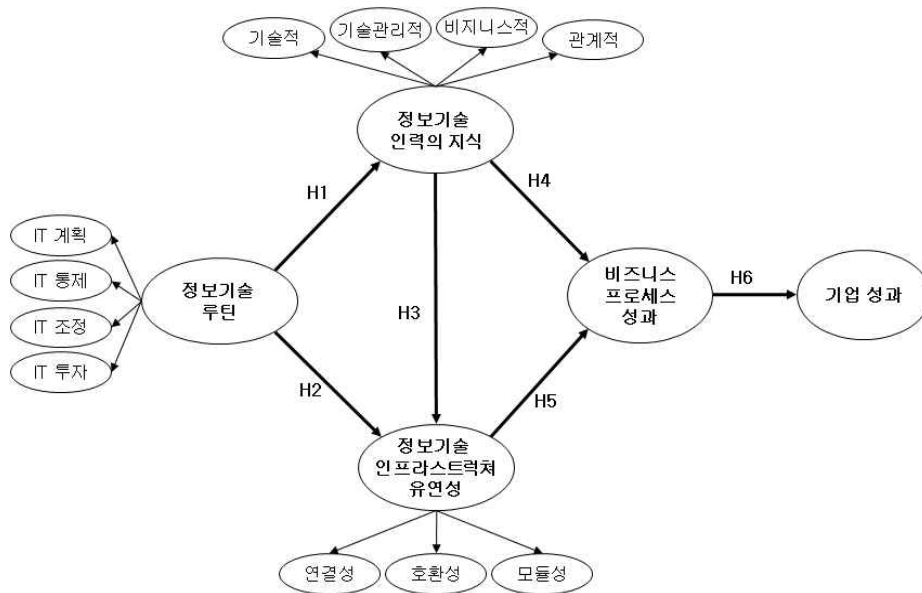 기술적
기술관리적
비지니스적
관계적
정보기술
인력의 지식
H1
H4
IT 계획
IT 통제
IT 조정
IT 투자
정보기술
루틴
H3
비즈니스
프로세스
성과
H6
기업 성과
H2
H5
정보기술
인프라스트럭쳐
유연성
연결성
호환성
모듈성